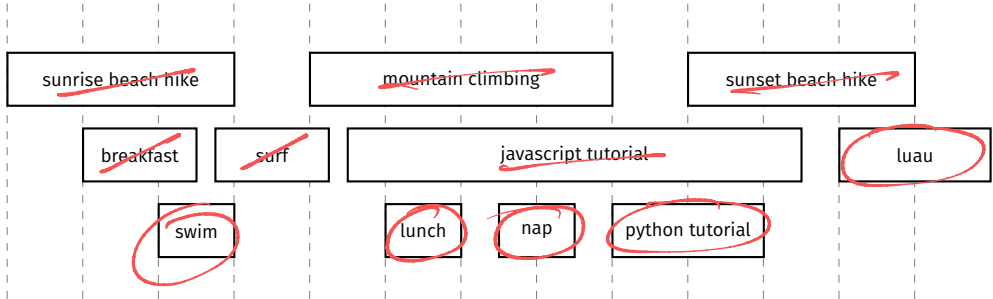 sunrise beach hike
mountain climbing
sunset beach hike
breakfast
surf
javascript tutorial
luau
swim
lunch
nap
python tutorial